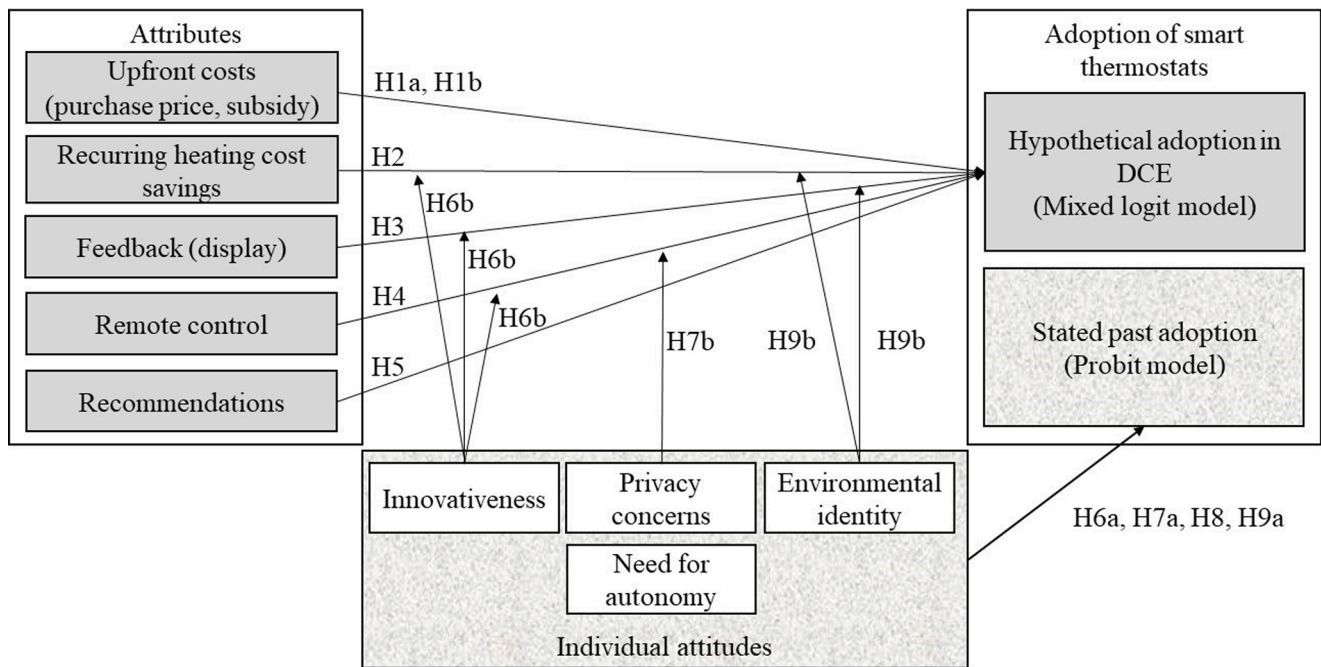 Attributes
Upfront costs
(purchase price, subsidy)
Recurring heating cost
savings
Feedback (display)
Remote control
Recommendations
H1a, H1b
H2
H6b
H3
H6b
H4
H6b
H5
H7b
H9b
H9b
Adoption of smart
thermostats
Hypothetical adoption in
DCE
(Mixed logit model)
Stated past adoption
(Probit model)
Innovativeness
Privacy
concerns
Environmental
identity
Need for
autonomy
Individual attitudes
H6a, H7a, H8, H9a